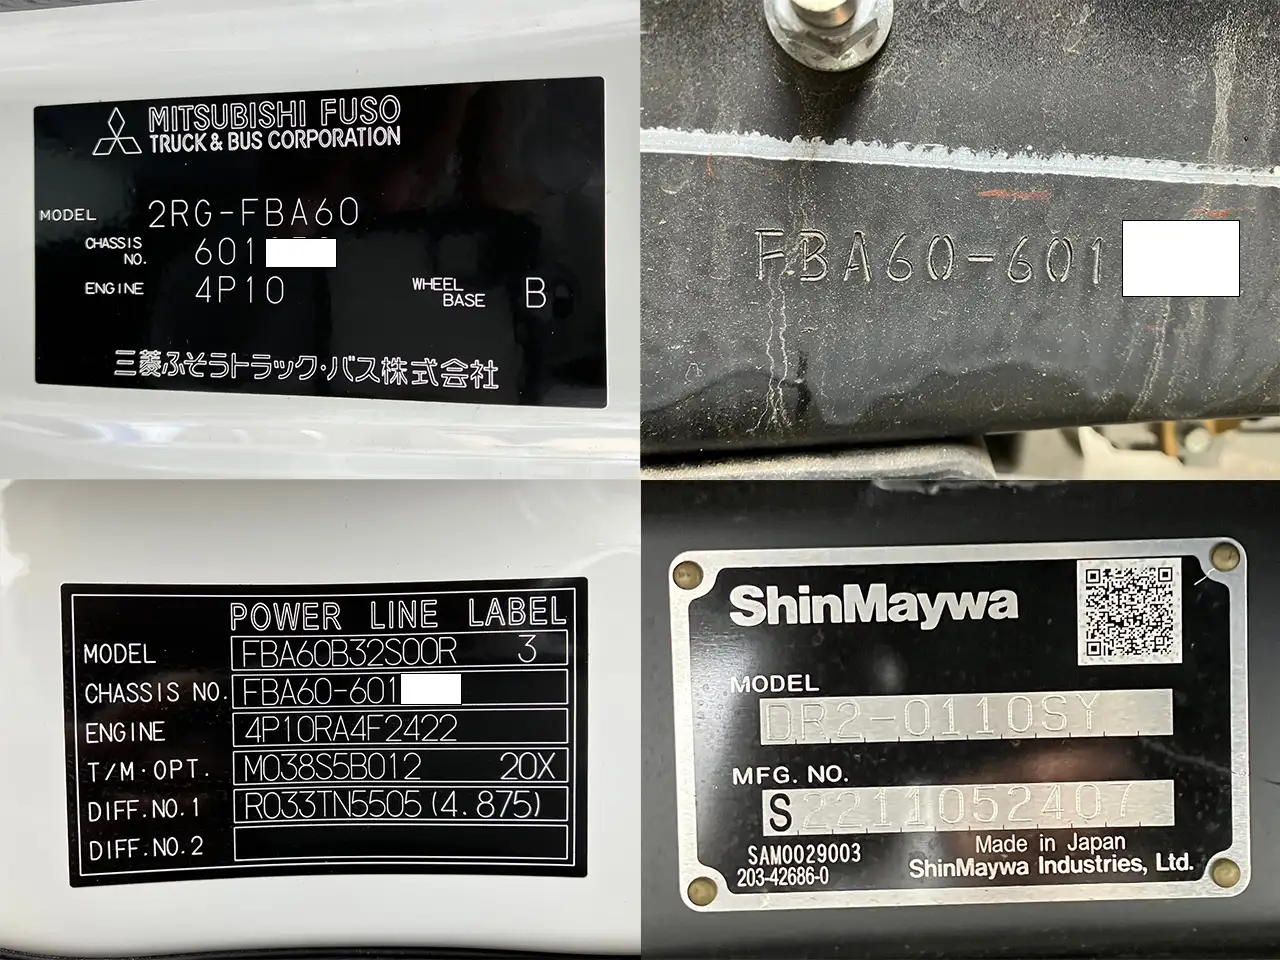 MITSUBISHI FUSO
TRUCK & BUS CORPORATION
MODEL 2RG-FBA60
CHASSIS NO. 601
ENGINE 4P10 WHEEL BASE B
三菱ふそうトラック・バス株式会社
FBA60-601
POWER LINE LABEL
MODEL FBA60B32S00R 3
CHASSIS NO. FBA60-601
ENGINE 4P10RA4F2422
T/M・OPT. M038S5B012 20X
DIFF.NO.1 R033TN5505(4.875)
DIFF.NO.2
ShinMaywa
MODEL
DR2-0110SY
MFG. NO.
S2211052407
SAM0029003
203-42686-0
Made in Japan
ShinMaywa Industries, Ltd.